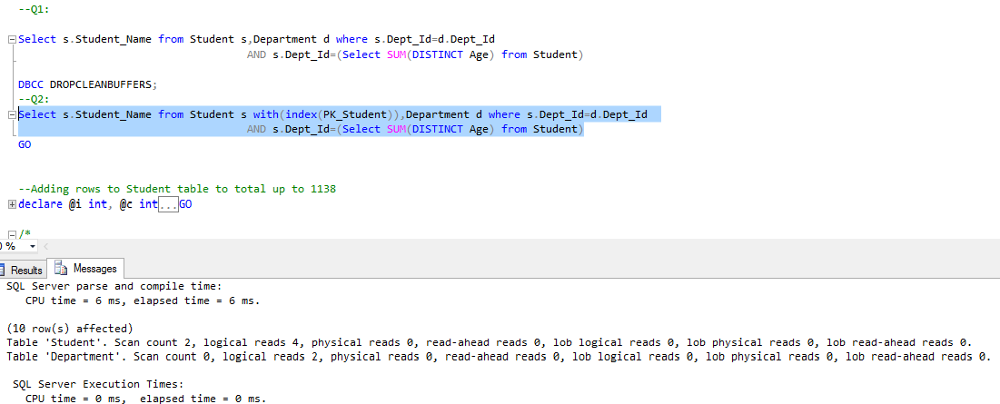 --Q1:
Select s.Student_Name from Student s,Department d where s.Dept_Id=d.Dept_Id
AND s.Dept_Id=(Select SUM(DISTINCT Age) from Student)
DBCC DROPCLEANBUFFERS;
--Q2:
Select s.Student_Name from Student s with(index(PK_Student)),Department d where s.Dept_Id=d.Dept_Id
AND s.Dept_Id=(Select SUM(DISTINCT Age) from Student)
GO
--Adding rows to Student table to total up to 1138
declare @i int, @c int...GO
/*
0 %
Results Messages
SQL Server parse and compile time:
CPU time = 6 ms, elapsed time = 6 ms.
(10 row(s) affected)
Table 'Student'. Scan count 2, logical reads 4, physical reads 0, read-ahead reads 0, lob logical reads 0, lob physical reads 0, lob read-ahead reads 0.
Table 'Department'. Scan count 0, logical reads 2, physical reads 0, read-ahead reads 0, lob logical reads 0, lob physical reads 0, lob read-ahead reads 0.
SQL Server Execution Times:
CPU time = 0 ms, elapsed time = 0 ms.